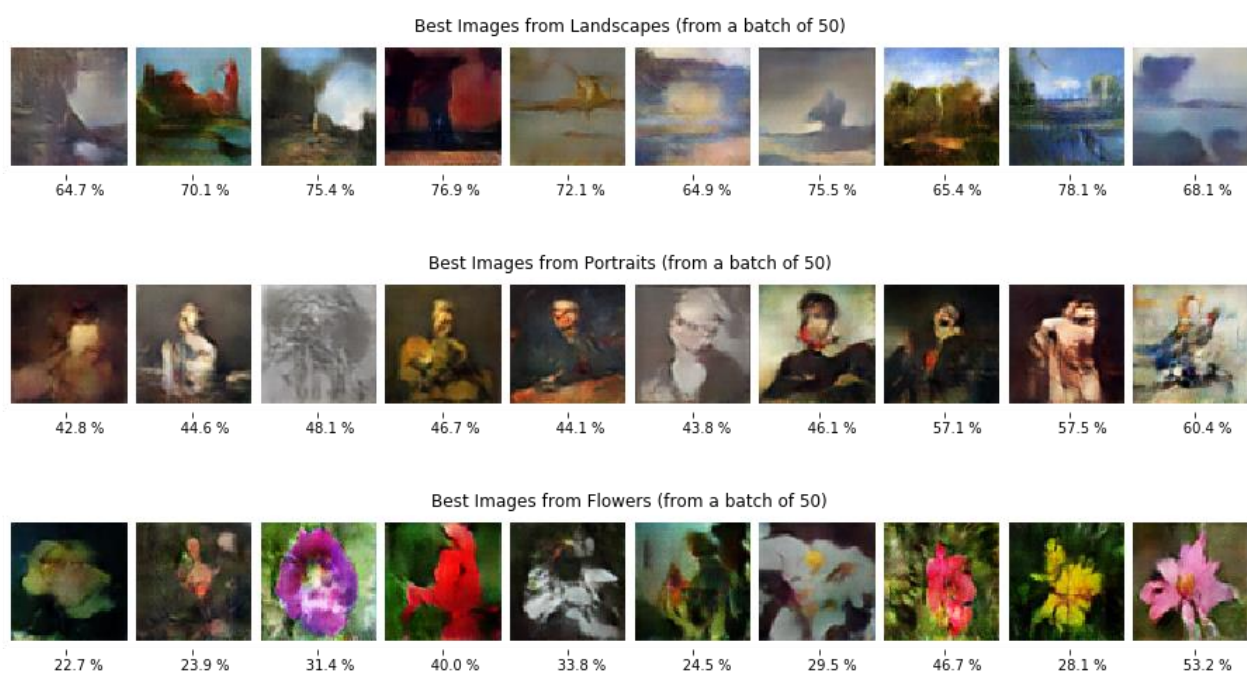 Best Images from Landscapes (from a batch of 50)
64.7 % 70.1 % 75.4 % 76.9 % 72.1 % 64.9 % 75.5 % 65.4 % 78.1 % 68.1 %
Best Images from Portraits (from a batch of 50)
42.8 % 44.6 % 48.1 % 46.7 % 44.1 % 43.8 % 46.1 % 57.1 % 57.5 % 60.4 %
Best Images from Flowers (from a batch of 50)
22.7 % 23.9 % 31.4 % 40.0 % 33.8 % 24.5 % 29.5 % 46.7 % 28.1 % 53.2 %